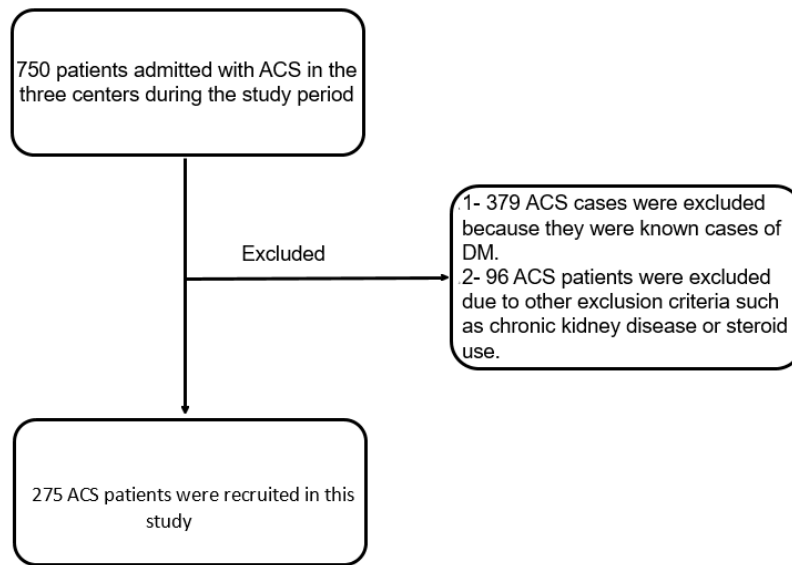 750 patients admitted with ACS in the
three centers during the study period
Excluded
.1- 379 ACS cases were excluded
because they were known cases of
DM.
.2- 96 ACS patients were excluded
due to other exclusion criteria such
as chronic kidney disease or steroid
use.
275 ACS patients were recruited in this
study